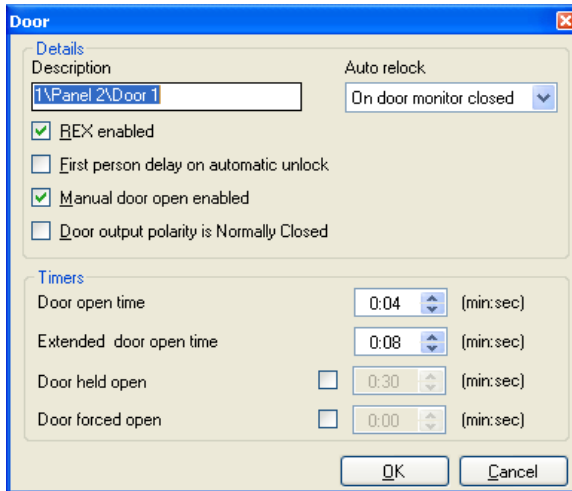 Door
Details
Description
Auto relock
1\Panel 2\Door 1
On door monitor closed
REX enabled
First person delay on automatic unlock
Manual door open enabled
Door output polarity is Normally Closed
Timers
Door open time 0:04 (min:sec)
Extended door open time 0:08 (min:sec)
Door held open 0:30 (min:sec)
Door forced open 0:00 (min:sec)
OK Cancel